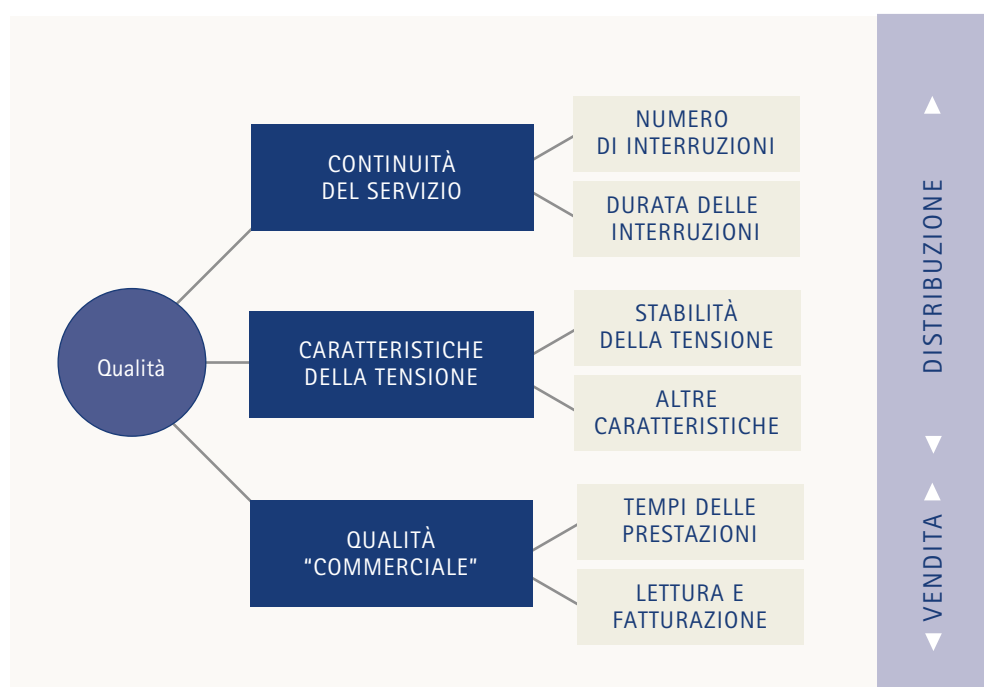 Qualità
CONTINUITÀ
DEL SERVIZIO
NUMERO
DI INTERRUZIONI
DURATA DELLE
INTERRUZIONI
CARATTERISTICHE
DELLA TENSIONE
STABILITÀ
DELLA TENSIONE
ALTRE
CARATTERISTICHE
QUALITÀ
“COMMERCIALE”
TEMPI DELLE
PRESTAZIONI
LETTURA E
FATTURAZIONE
DISTRIBUZIONE
VENDITA